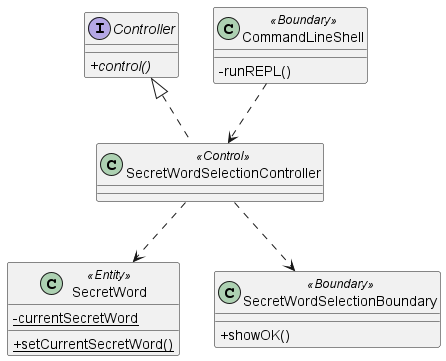 I Controller
+control()
C «Boundary»
CommandLineShell
-runREPL()
C «Control»
SecretWordSelectionController
C «Entity»
SecretWord
-currentSecretWord
+setCurrentSecretWord()
C «Boundary»
SecretWordSelectionBoundary
+showOK()